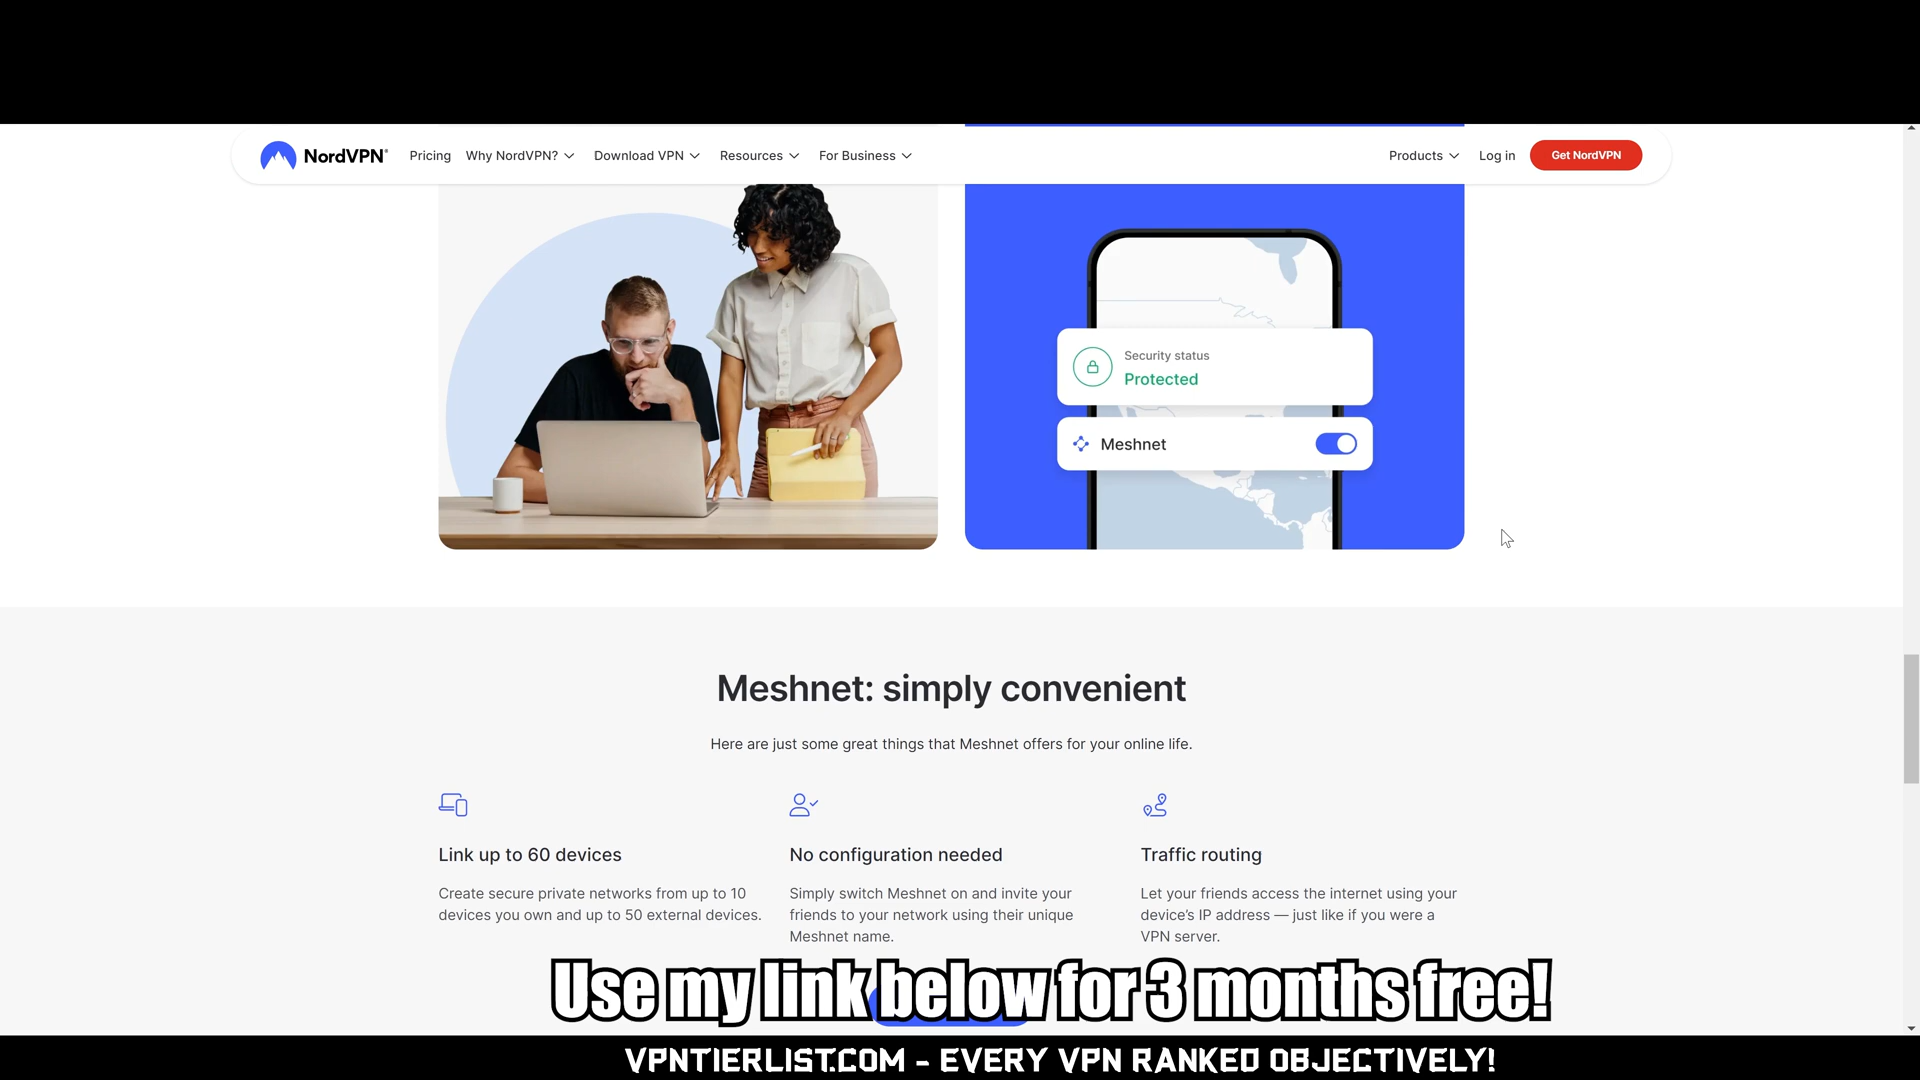 NordVPN®
Pricing
Why NordVPN?
Download VPN
Resources
For Business
Products
Log in
Get NordVPN
Security status
Protected
Meshnet
Meshnet: simply convenient
Here are just some great things that Meshnet offers for your online life.
Link up to 60 devices
Create secure private networks from up to 10
devices you own and up to 50 external devices.
No configuration needed
Simply switch Meshnet on and invite your
friends to your network using their unique
Meshnet name.
Traffic routing
Let your friends access the internet using your
device's IP address — just like if you were a
VPN server.
Use my link below for 3 months free!
VPNTIERLIST.COM - EVERY VPN RANKED OBJECTIVELY!